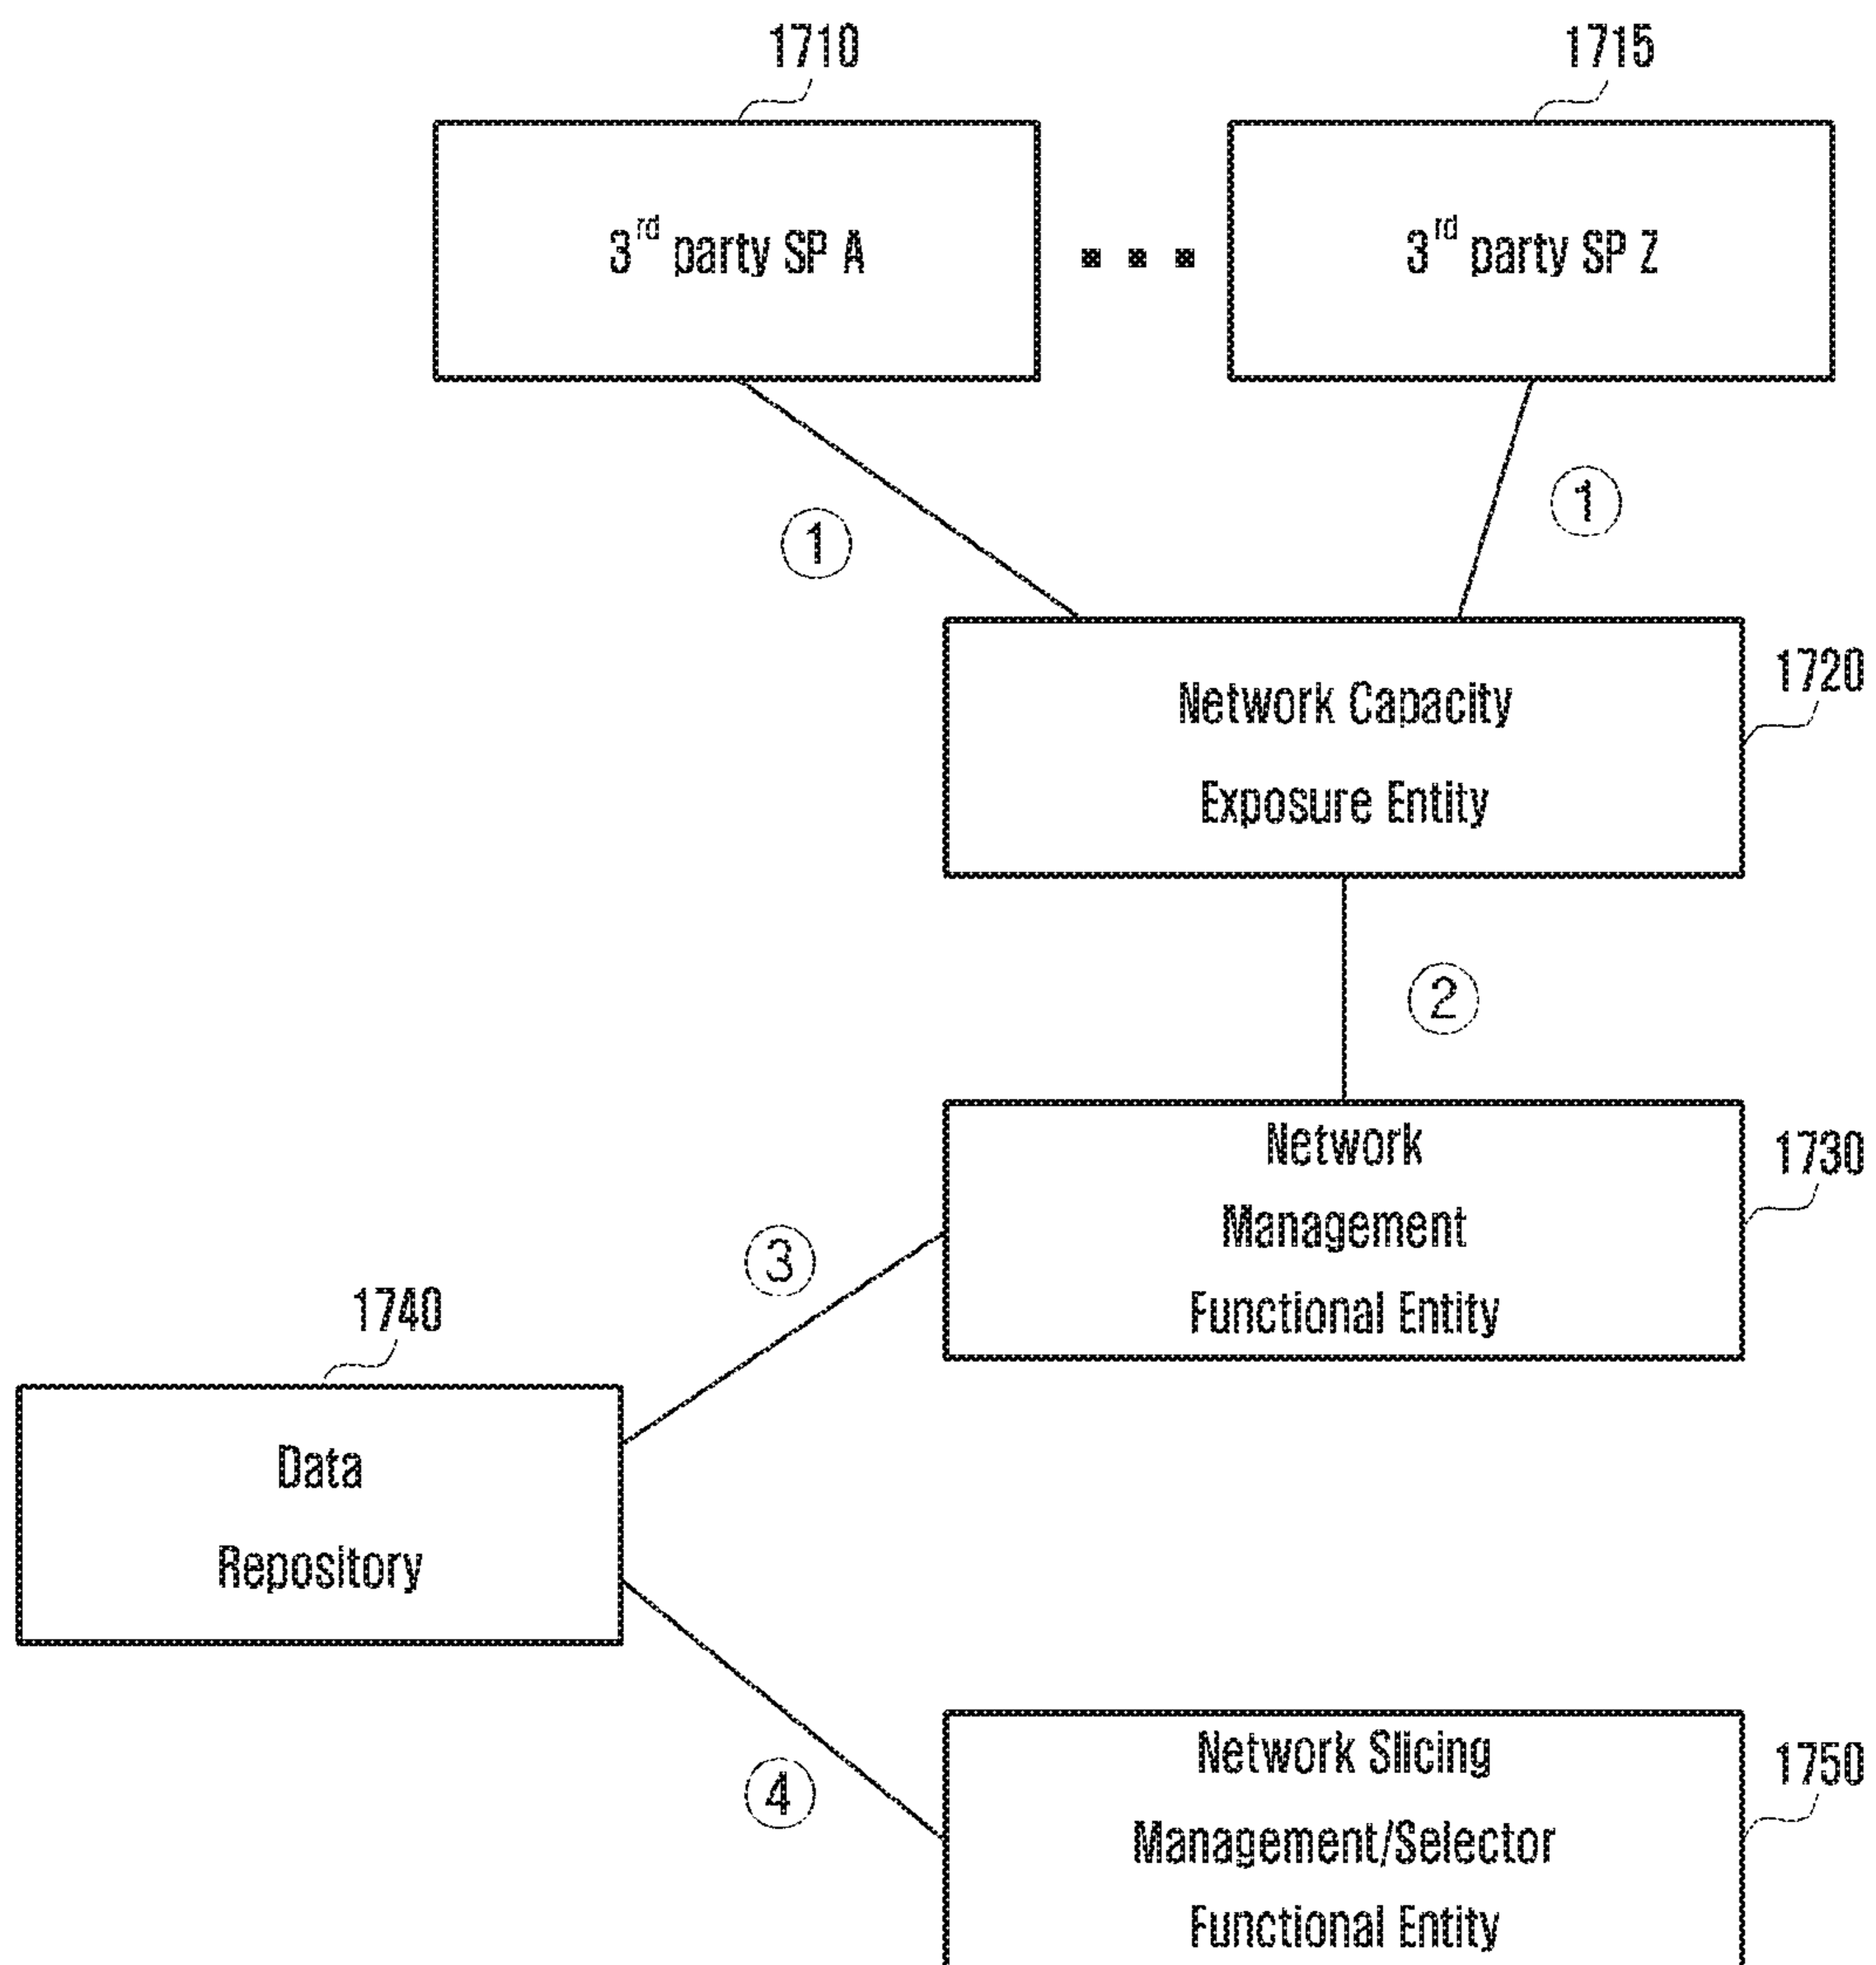 1710
1715
3rd party SP A
3rd party SP Z
1
1
Network Capacity
Exposure Entity
1720
2
Network
Management
Functional Entity
1730
3
1740
Data
Repository
4
Network Slicing
Management/Selector
Functional Entity
1750